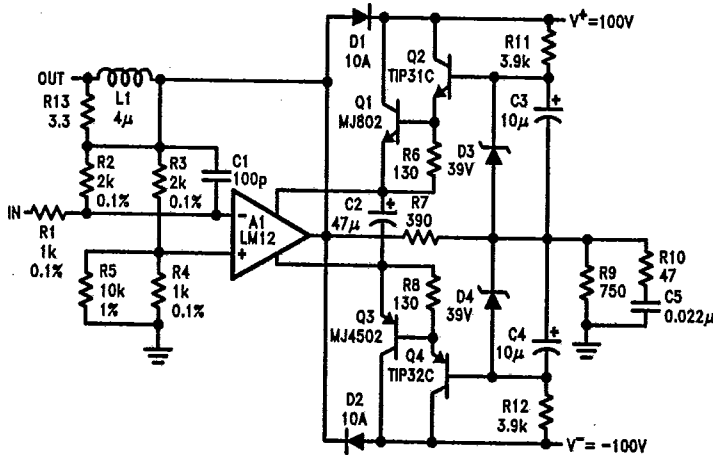 D1
10A
V⁺=100V
Q2
TIP31C
R11
3.9k
OUT
L1
4μ
R13
3.3
Q1
MJ802
C3
10μ
+
R2
2k
0.1%
R3
2k
0.1%
C1
100p
R6
130
D3
39V
IN
R1
1k
0.1%
−
A1
LM12
+
C2
47μ
+
R7
390
R5
10k
1%
R4
1k
0.1%
R8
130
D4
39V
R9
750
R10
47
C5
0.022μ
Q3
MJ4502
Q4
TIP32C
C4
10μ
+
D2
10A
R12
3.9k
V⁻= -100V